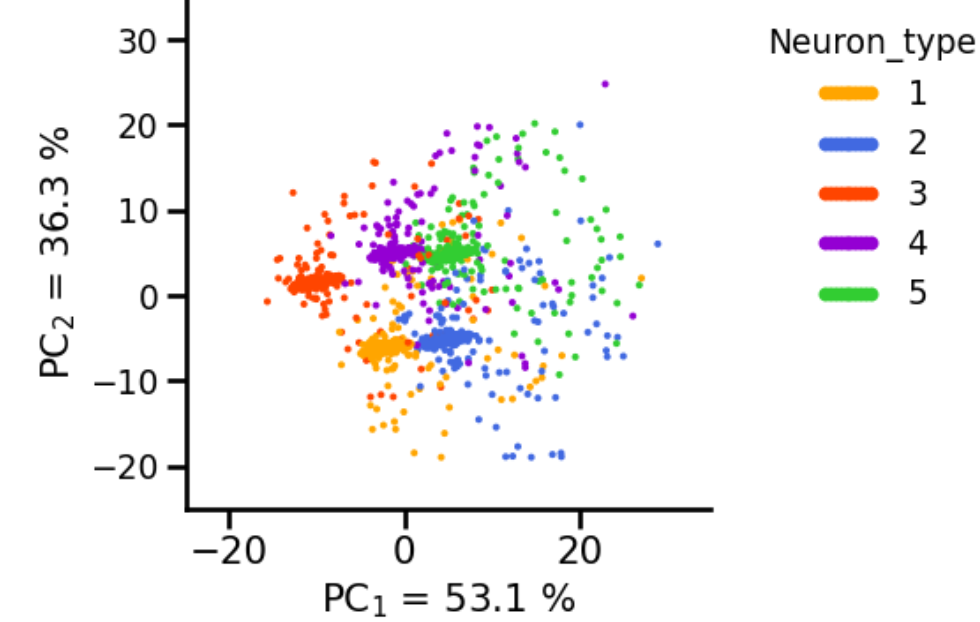 30
20
10
0
−10
−20
PC₂ = 36.3 %
−20 0 20
PC₁ = 53.1 %
Neuron_type
1
2
3
4
5